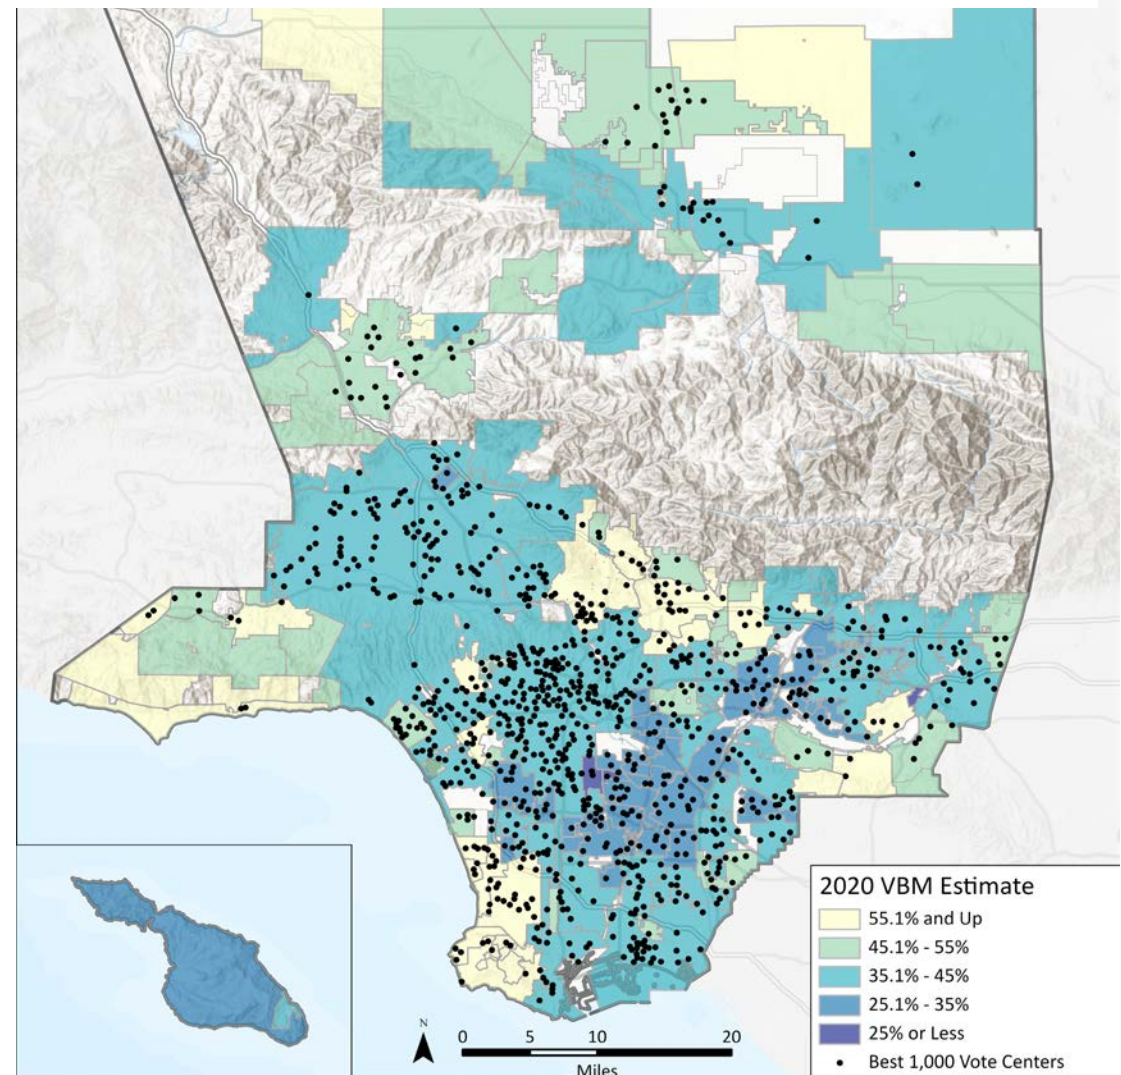 2020 VBM Estimate
55.1% and Up
45.1% - 55%
35.1% - 45%
25.1% - 35%
25% or Less
Best 1,000 Vote Centers
N
0 5 10 20
Miles